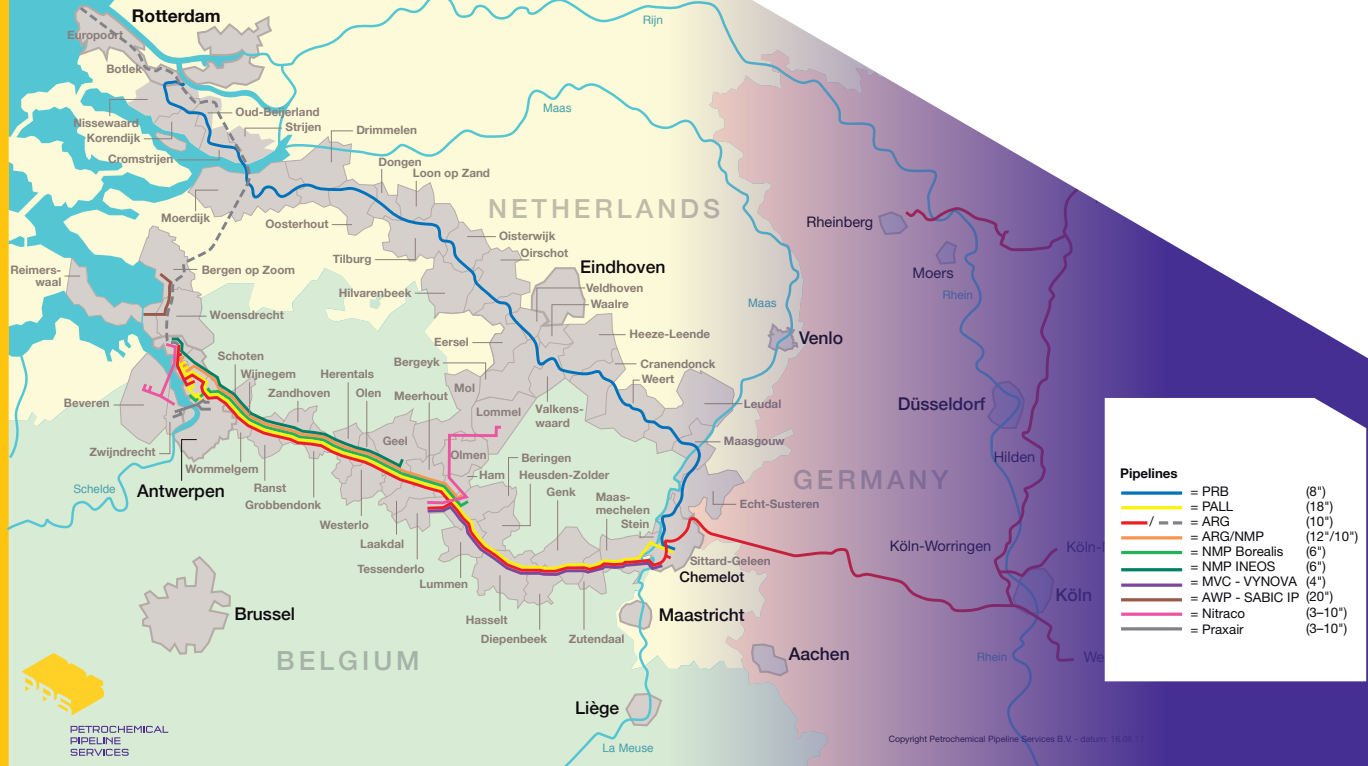 Rotterdam
Europoort
Rijn
Botlek
Maas
Oud-Beijerland
Nissewaard
Strijen
Korendijk
Drimmelen
Cromstrijen
Dongen
Loon op Zand
NETHERLANDS
Moerdijk
Oosterhout
Rheinberg
Oisterwijk
Tilburg
Oirschot
Reimers-
waal
Bergen op Zoom
Eindhoven
Moers
Hilvarenbeek
Veldhoven
Rhein
Waalre
Maas
Woensdrecht
Heeze-Leende
Eersel
Venlo
Schoten
Bergeyk
Cranendonck
Wijnegem
Herentals
Weert
Zandhoven
Olen
Meerhout
Mol
Beveren
Lommel
Valkens-
waard
Leudal
Düsseldorf
Geel
Maasgouw
Zwijndrecht
Olmen
Hilden
Wommelgem
Beringen
Ham
Heusden-Zolder
GERMANY
Schelde
Antwerpen
Ranst
Genk
Maas-
mechelen
Grobbendonk
Echt-Susteren
Westerlo
Stein
Laakdal
Köln-Worringen
Tessenderlo
Sittard-Geleen
Lummen
Chemelot
Köln
Brussel
Maastricht
Hasselt
Diepenbeek
Zutendaal
BELGIUM
Aachen
Rhein
We
Liège
La Meuse
Pipelines
= PRB (8")
= PALL (18")
/ = ARG (10")
= ARG/NMP (12"/10")
= NMP Borealis (6")
= NMP INEOS (6")
= MVC - VYNOVA (4")
= AWP - SABIC IP (20")
= Nitraco (3–10")
= Praxair (3–10")
PPS
PETROCHEMICAL
PIPELINE
SERVICES
Copyright Petrochemical Pipeline Services B.V. - datum: